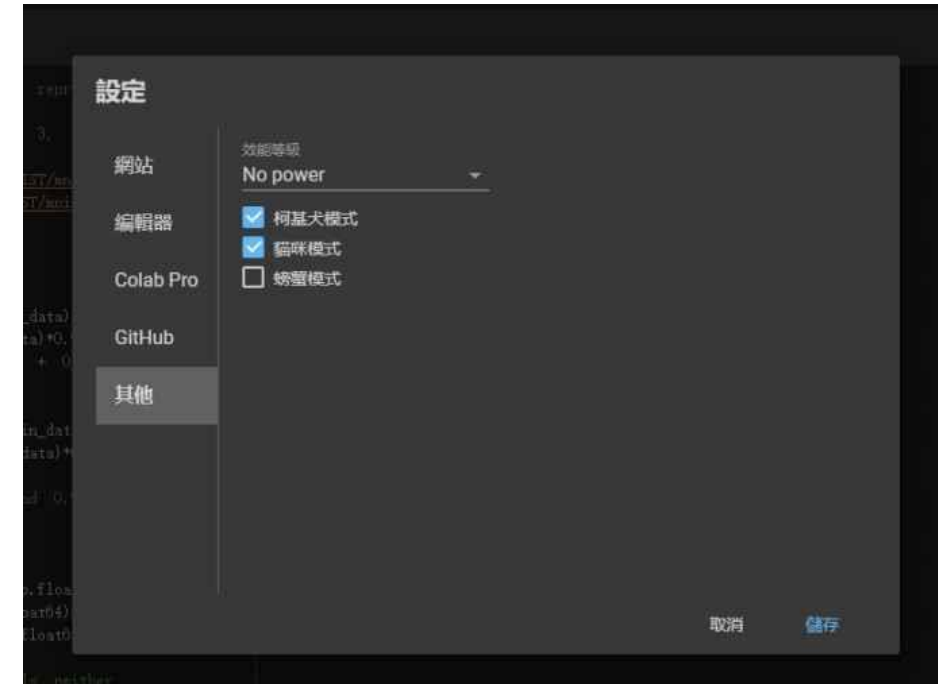 設定
網站
編輯器
Colab Pro
GitHub
其他
效能等級
No power
柯基犬模式
貓咪模式
螃蟹模式
取消
儲存